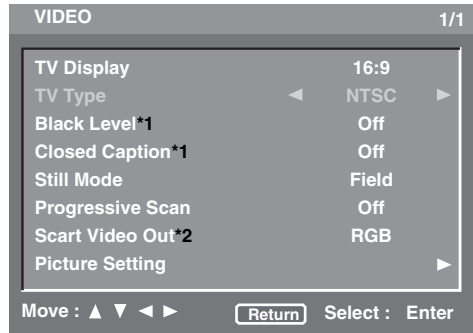 VIDEO 1/1
TV Display 16:9
TV Type ◀ NTSC ▶
Black Level*1 Off
Closed Caption*1 Off
Still Mode Field
Progressive Scan Off
Scart Video Out*2 RGB
Picture Setting ▶
Move : ▲ ▼ ◀ ▶ Return Select : Enter